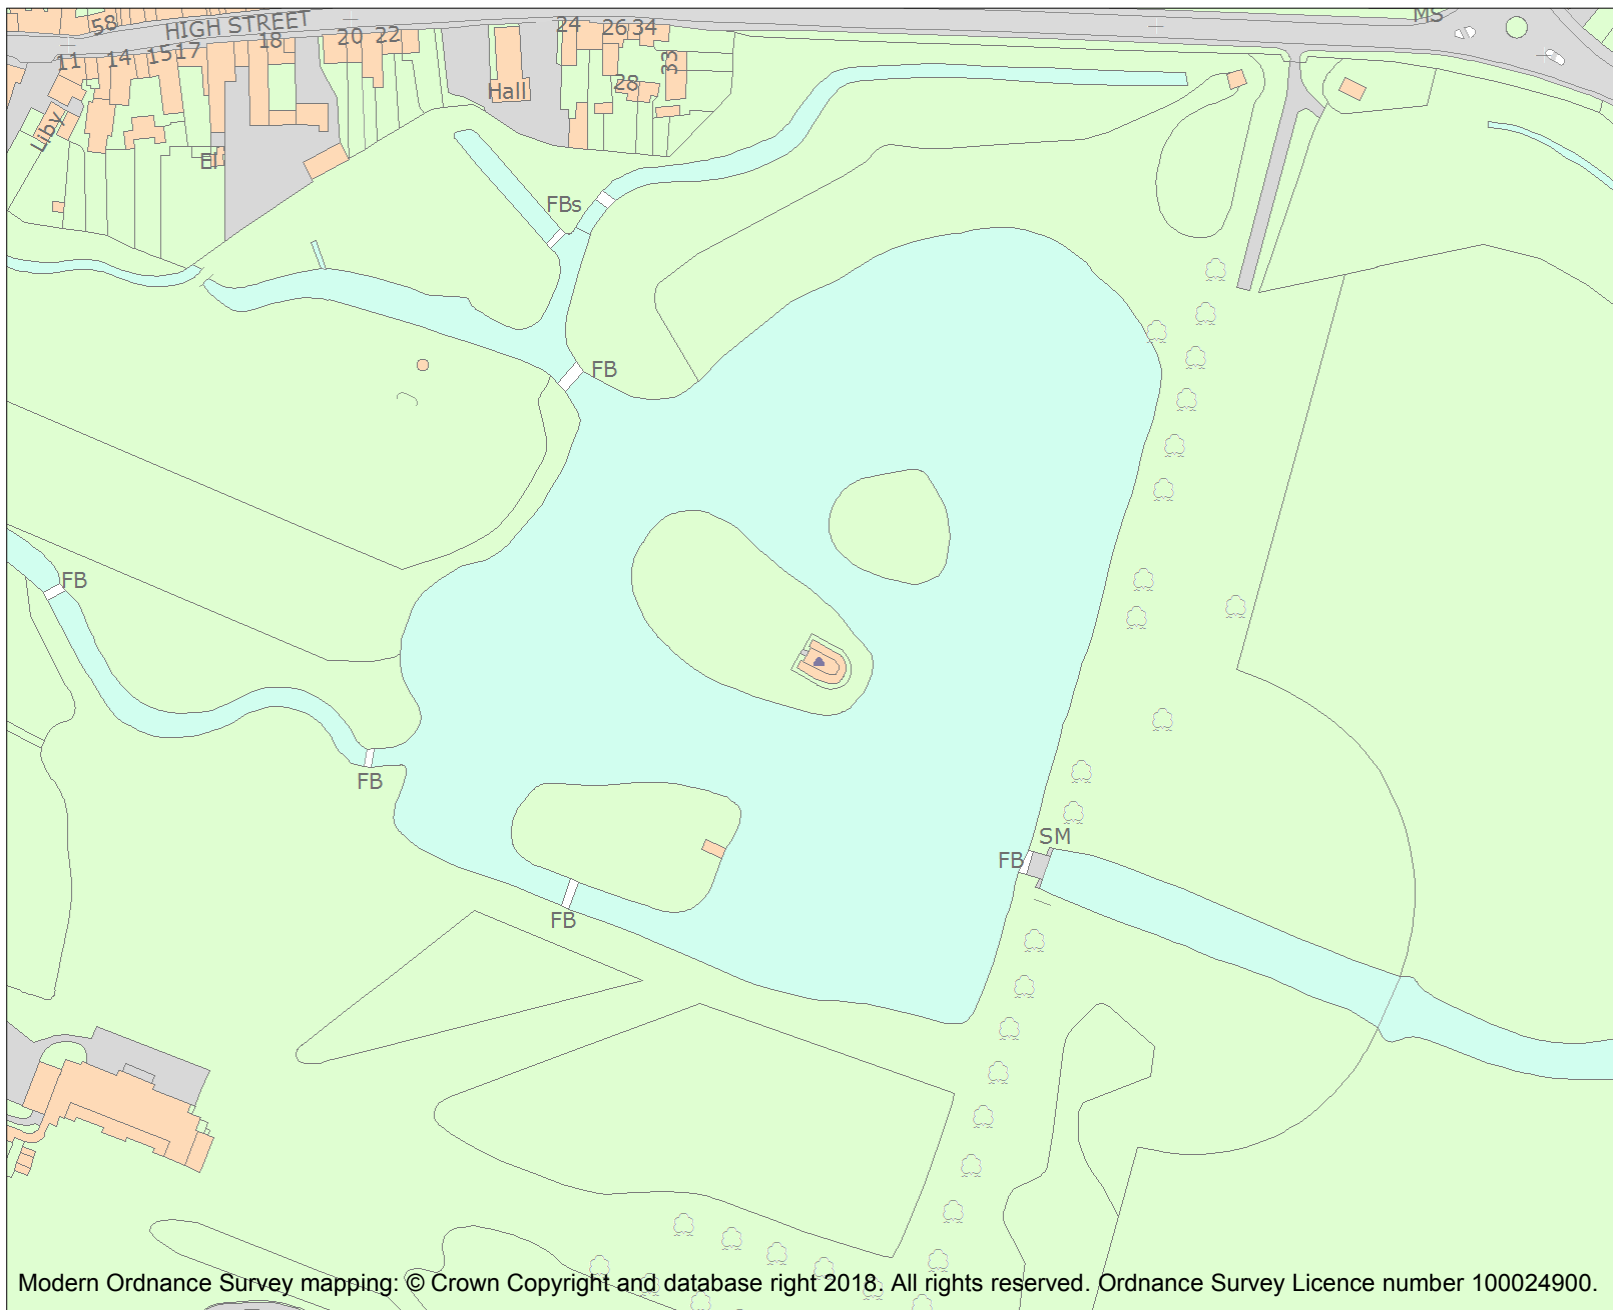 MS
58
HIGH STREET
24
26 34
11
14
15 17
18
20
22
33
28
Hall
Liby
El
FBs
FB
FB
FB
SM
FB
FB
Modern Ordnance Survey mapping: © Crown Copyright and database right 2018. All rights reserved. Ordnance Survey Licence number 100024900.